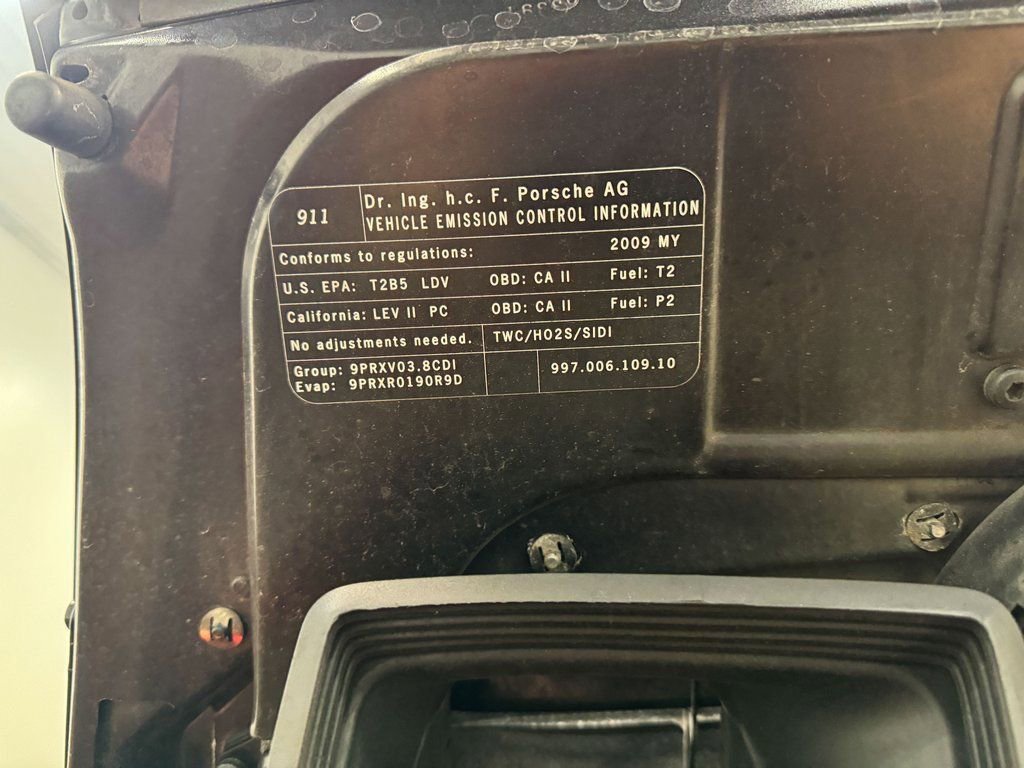 911
Dr. Ing. h.c. F. Porsche AG
VEHICLE EMISSION CONTROL INFORMATION
Conforms to regulations: 2009 MY
U.S. EPA: T2B5 LDV OBD: CA II Fuel: T2
California: LEV II PC OBD: CA II Fuel: P2
No adjustments needed. TWC/HO2S/SIDI
Group: 9PRXV03.8CDI
Evap: 9PRXR0190R9D
997.006.109.10